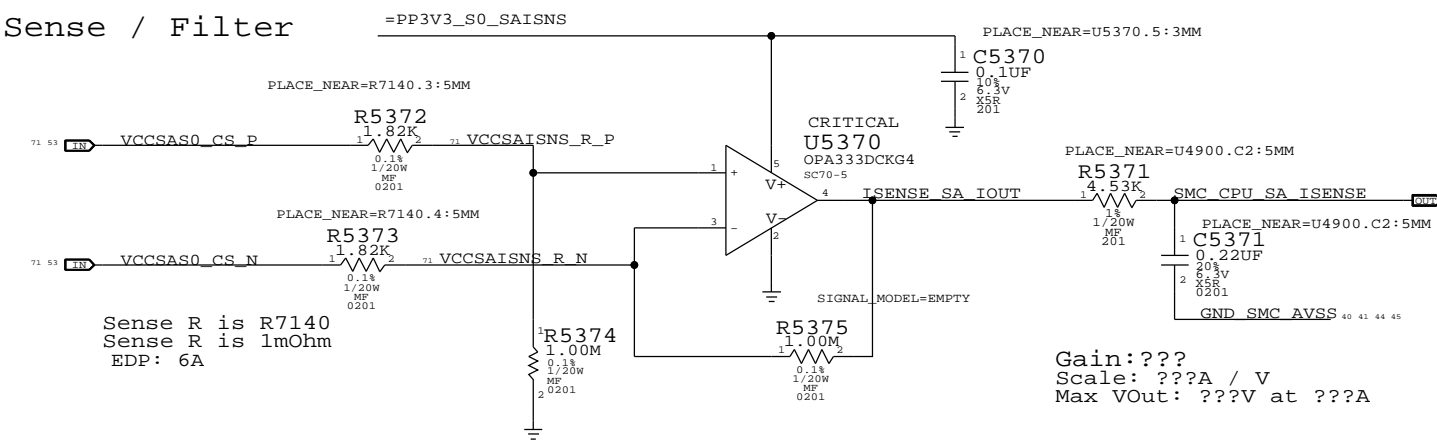 Sense / Filter
=PP3V3_S0_SAISNS
PLACE_NEAR=U5370.5:3MM
1
C5370
0.1UF
10%
6.3V
2
X5R
201
PLACE_NEAR=R7140.3:5MM
R5372
1.82K
71 53
IN
VCCSAS0_CS_P
1
2
71
VCCSAISNS_R_P
0.1%
1/20W
MF
0201
CRITICAL
U5370
OPA333DCKG4
SC70-5
1
+
5
V+
4
3
-
V-
2
ISENSE_SA_IOUT
PLACE_NEAR=U4900.C2:5MM
R5371
4.53K
1
2
SMC_CPU_SA_ISENSE
OUT
1%
1/20W
MF
201
PLACE_NEAR=U4900.C2:5MM
1
C5371
0.22UF
20%
6.3V
2
X5R
0201
GND_SMC_AVSS 40 41 44 45
PLACE_NEAR=R7140.4:5MM
R5373
1.82K
71 53
IN
VCCSAS0_CS_N
1
2
71
VCCSAISNS_R_N
0.1%
1/20W
MF
0201
SIGNAL_MODEL=EMPTY
R5375
1.00M
1
2
0.1%
1/20W
MF
0201
1
R5374
1.00M
0.1%
1/20W
MF
2
0201
Sense R is R7140
Sense R is 1mOhm
EDP: 6A
Gain:???
Scale: ???A / V
Max VOut: ???V at ???A